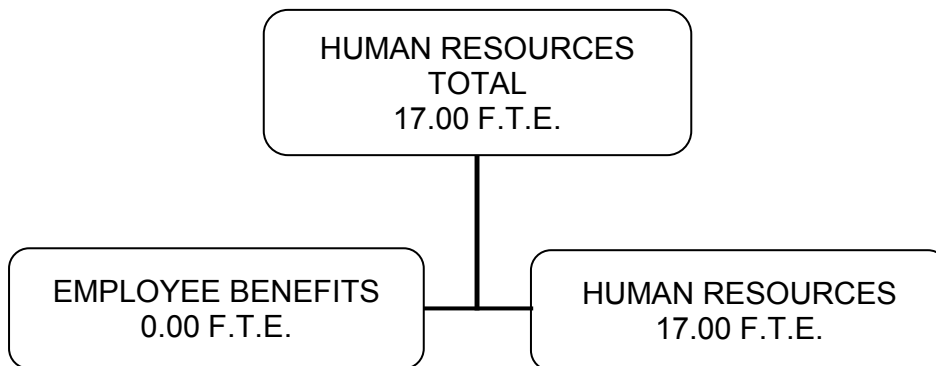 HUMAN RESOURCES
TOTAL
17.00 F.T.E.
EMPLOYEE BENEFITS
0.00 F.T.E.
HUMAN RESOURCES
17.00 F.T.E.